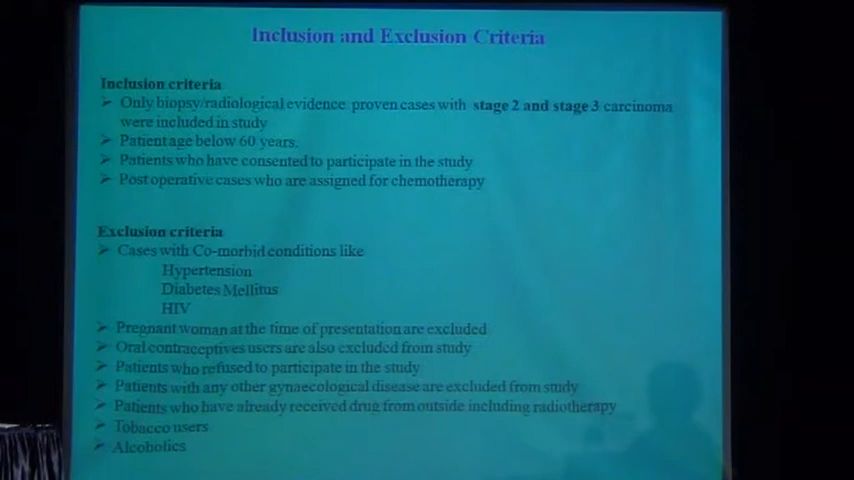 Inclusion and Exclusion Criteria
Inclusion criteria
➢ Only biopsy/radiological evidence proven cases with stage 2 and stage 3 carcinoma
were included in study
➢ Patient age below 60 years.
➢ Patients who have consented to participate in the study
➢ Post operative cases who are assigned for chemotherapy
Exclusion criteria
➢ Cases with Co-morbid conditions like
Hypertension
Diabetes Mellitus
HIV
➢ Pregnant woman at the time of presentation are excluded
➢ Oral contraceptives users are also excluded from study
➢ Patients who refused to participate in the study
➢ Patients with any other gynaecological disease are excluded from study
➢ Patients who have already received drug from outside including radiotherapy
➢ Tobacco users
➢ Alcoholics